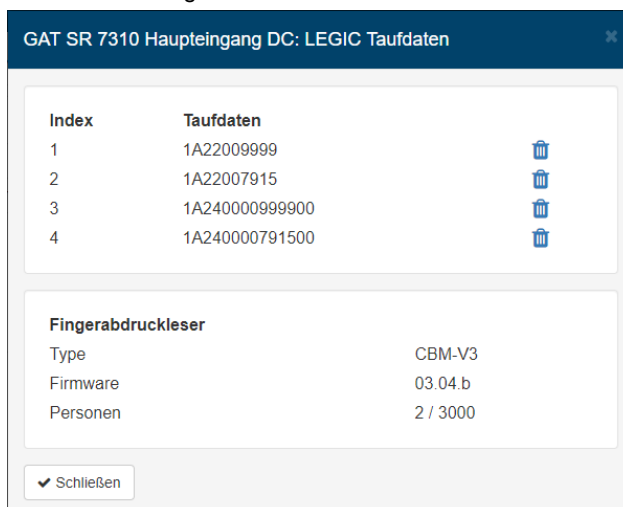 GAT SR 7310 Haupteingang DC: LEGIC Taufdaten
Index Taufdaten
1 1A22009999
2 1A22007915
3 1A240000999900
4 1A240000791500
Fingerabdruckleser
Type CBM-V3
Firmware 03.04.b
Personen 2 / 3000
Schließen